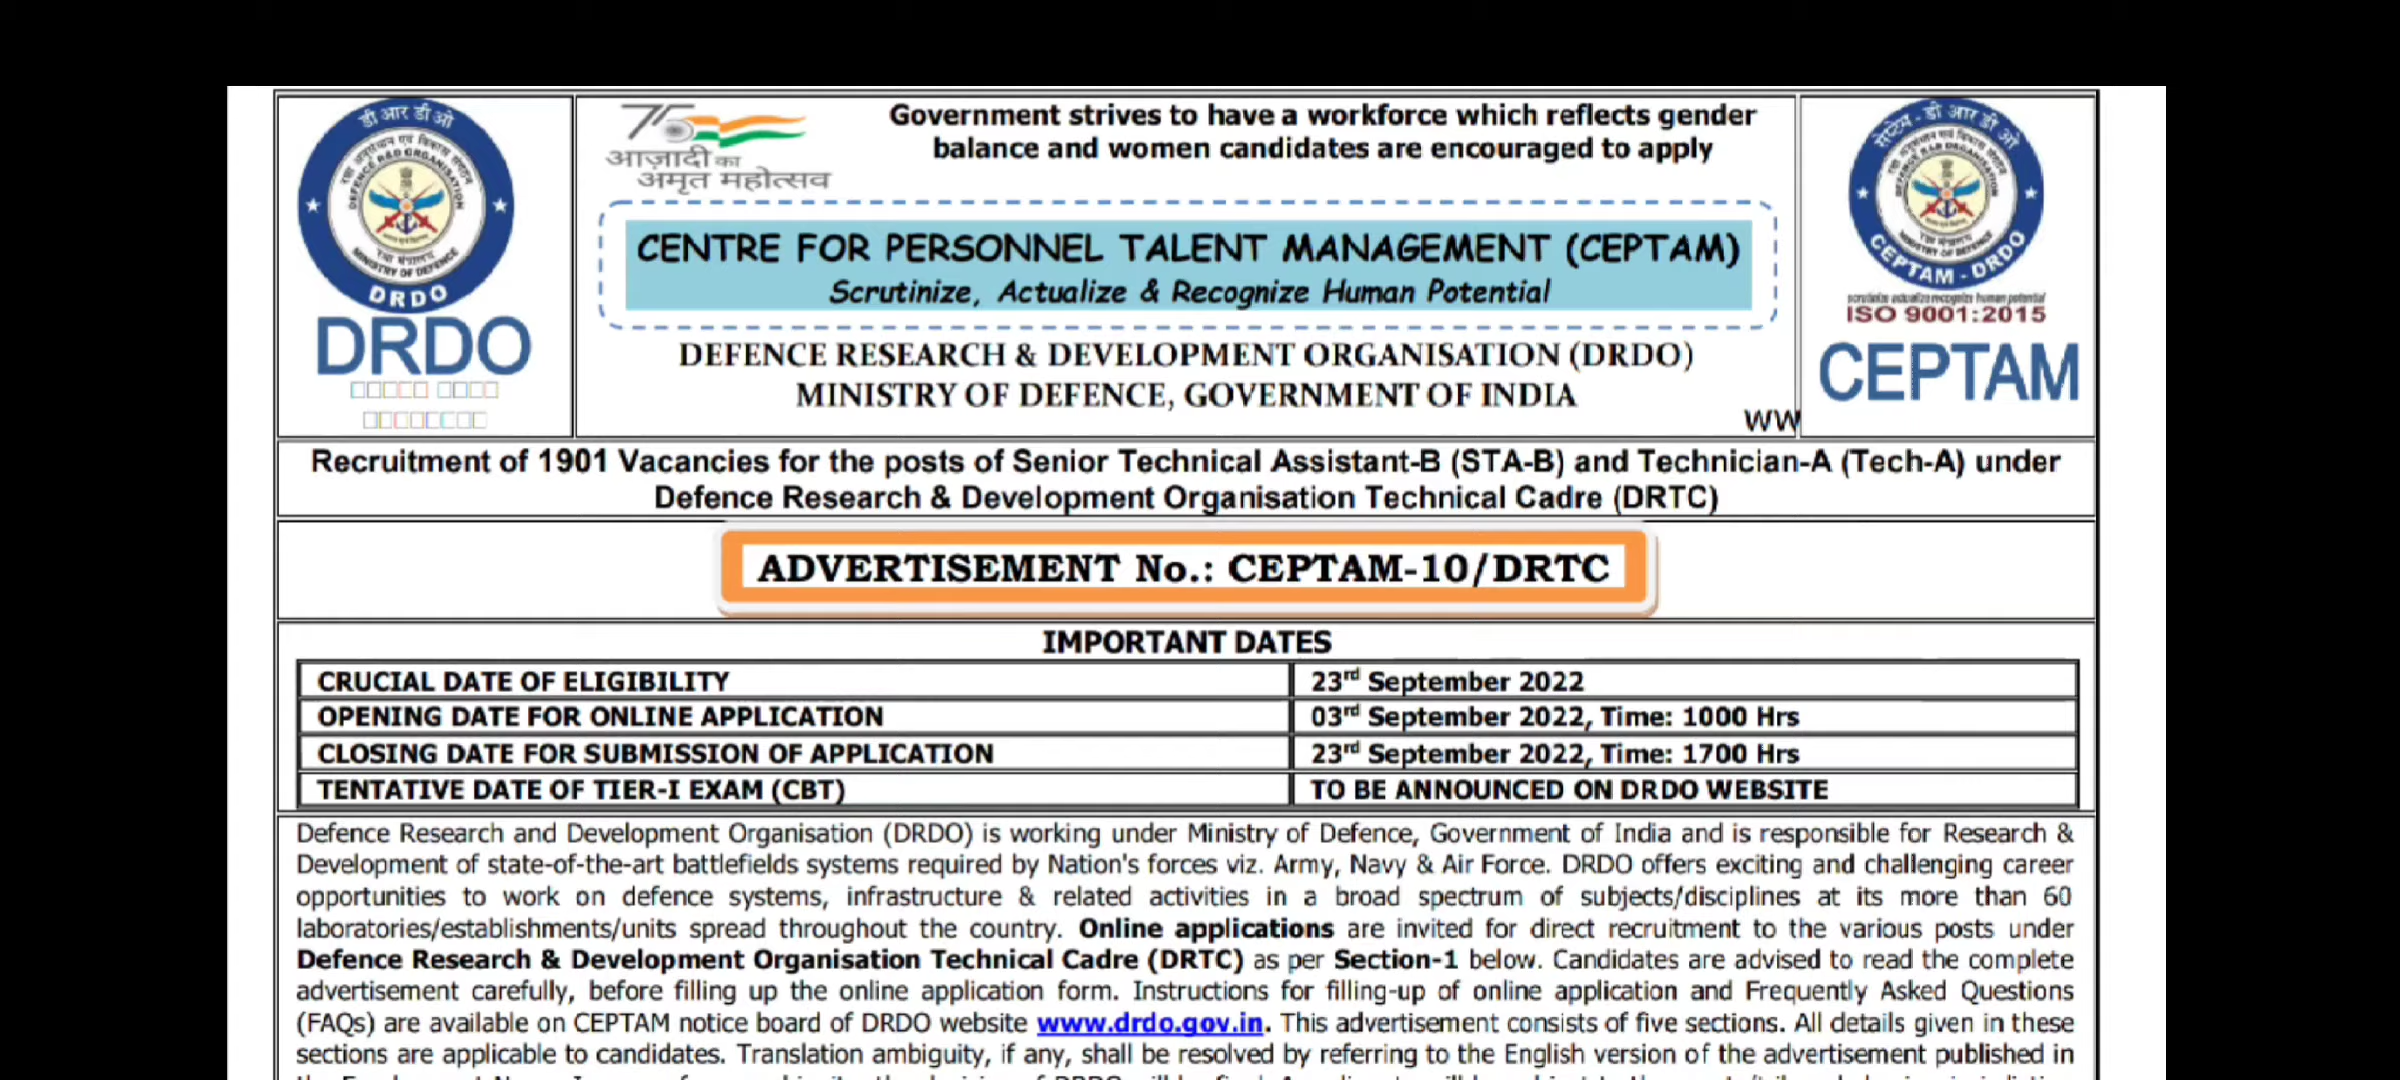 डी आर डी ओ
DEFENCE R&D ORGANISATION
MINISTRY OF DEFENCE
DRDO
DRDO
75
आज़ादी का
अमृत महोत्सव
Government strives to have a workforce which reflects gender
balance and women candidates are encouraged to apply
CENTRE FOR PERSONNEL TALENT MANAGEMENT (CEPTAM)
Scrutinize, Actualize & Recognize Human Potential
DEFENCE RESEARCH & DEVELOPMENT ORGANISATION (DRDO)
MINISTRY OF DEFENCE, GOVERNMENT OF INDIA
ww
सेप्टेम - डी आर डी ओ
CEPTAM - DRDO
scrutinize actualize recognize human potential
ISO 9001:2015
CEPTAM
Recruitment of 1901 Vacancies for the posts of Senior Technical Assistant-B (STA-B) and Technician-A (Tech-A) under
Defence Research & Development Organisation Technical Cadre (DRTC)
ADVERTISEMENT No.: CEPTAM-10/DRTC
IMPORTANT DATES
CRUCIAL DATE OF ELIGIBILITY 23rd September 2022
OPENING DATE FOR ONLINE APPLICATION 03rd September 2022, Time: 1000 Hrs
CLOSING DATE FOR SUBMISSION OF APPLICATION 23rd September 2022, Time: 1700 Hrs
TENTATIVE DATE OF TIER-I EXAM (CBT) TO BE ANNOUNCED ON DRDO WEBSITE
Defence Research and Development Organisation (DRDO) is working under Ministry of Defence, Government of India and is responsible for Research &
Development of state-of-the-art battlefields systems required by Nation's forces viz. Army, Navy & Air Force. DRDO offers exciting and challenging career
opportunities to work on defence systems, infrastructure & related activities in a broad spectrum of subjects/disciplines at its more than 60
laboratories/establishments/units spread throughout the country. Online applications are invited for direct recruitment to the various posts under
Defence Research & Development Organisation Technical Cadre (DRTC) as per Section-1 below. Candidates are advised to read the complete
advertisement carefully, before filling up the online application form. Instructions for filling-up of online application and Frequently Asked Questions
(FAQs) are available on CEPTAM notice board of DRDO website www.drdo.gov.in. This advertisement consists of five sections. All details given in these
sections are applicable to candidates. Translation ambiguity, if any, shall be resolved by referring to the English version of the advertisement published in